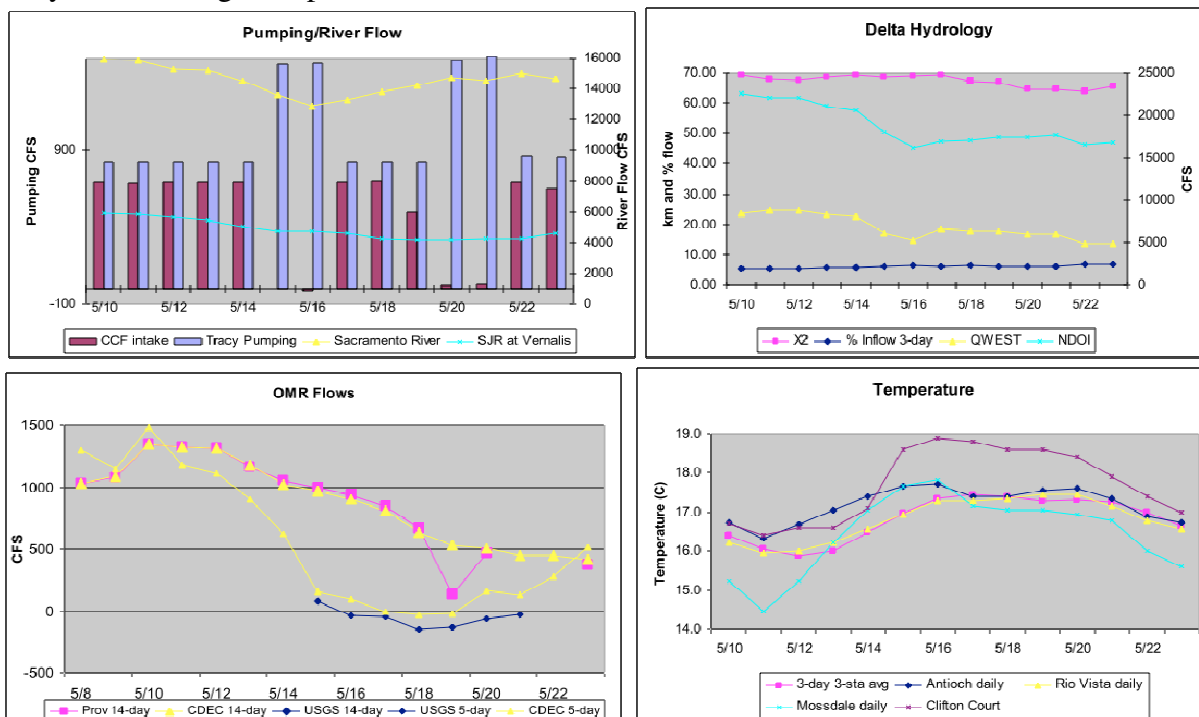 Pumping/River Flow
Pumping CFS
900
-100
16000
14000
12000
10000
8000
6000
4000
2000
0
River Flow CFS
5/10 5/12 5/14 5/16 5/18 5/20 5/22
CCF intake Tracy Pumping Sacramento River SJR at Vernalis
Delta Hydrology
km and % flow
70.00
60.00
50.00
40.00
30.00
20.00
10.00
0.00
25000
20000
15000
10000
5000
0
CFS
5/10 5/12 5/14 5/16 5/18 5/20 5/22
X2 % Inflow 3-day QWEST NDOI
OMR Flows
CFS
1500
1000
500
0
-500
5/8 5/10 5/12 5/14 5/16 5/18 5/20 5/22
Prov 14-day CDEC 14-day USGS 14-day USGS 5-day CDEC 5-day
Temperature
Temperature (C)
19.0
18.0
17.0
16.0
15.0
14.0
5/10 5/12 5/14 5/16 5/18 5/20 5/22
3-day 3-sta avg Antioch daily Rio Vista daily
Mossdale daily Clifton Court